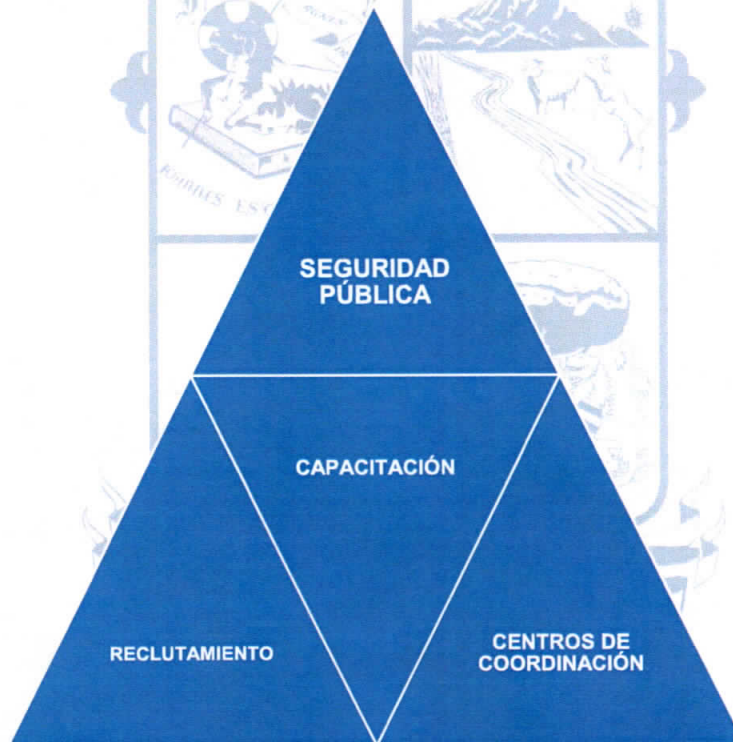 SEGURIDAD
PÚBLICA
CAPACITACIÓN
RECLUTAMIENTO
CENTROS DE
COORDINACIÓN